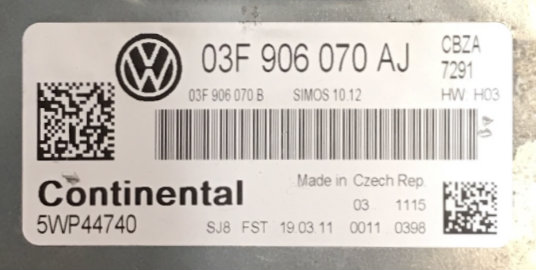 VW 03F 906 070 AJ CBZA
7291
03F 906 070 B SIMOS 10.12 HW: H03
Continental Made in Czech Rep.
03 1115
5WP44740 SJ8 FST 19.03.11 0011 0398